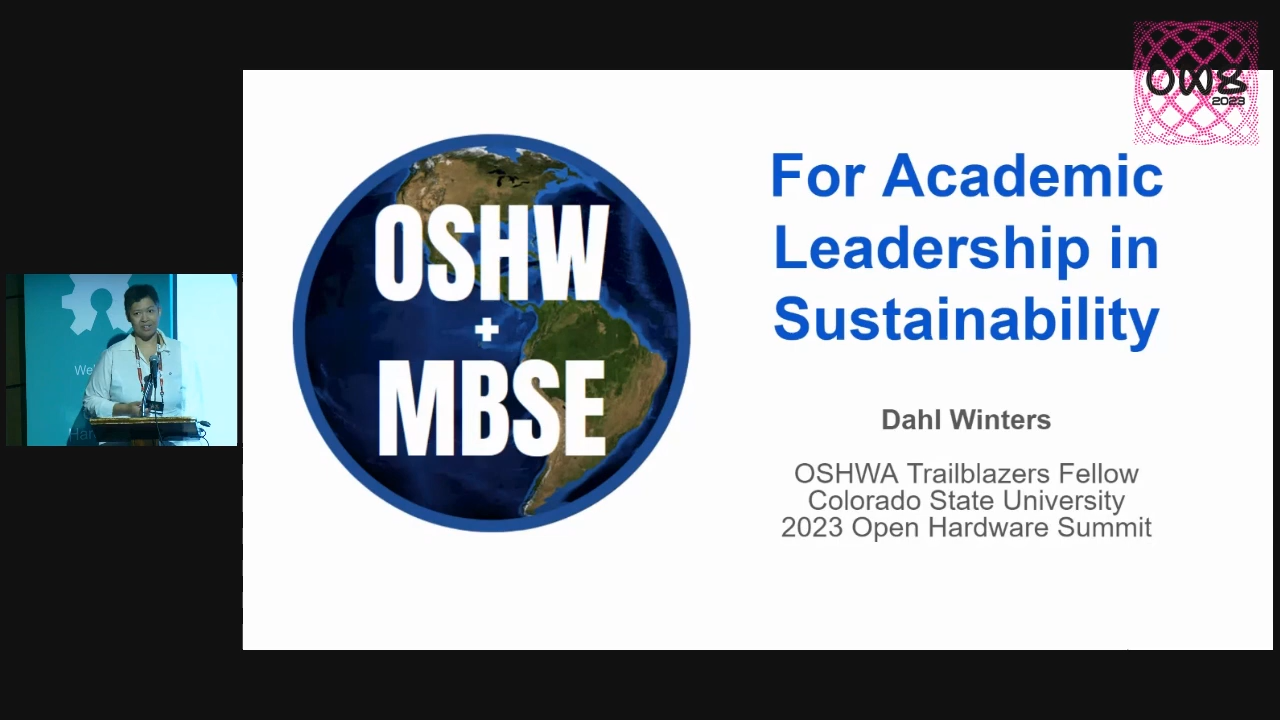 OW8
2023
OSHW
+
MBSE
For Academic
Leadership in
Sustainability
Dahl Winters
OSHWA Trailblazers Fellow
Colorado State University
2023 Open Hardware Summit